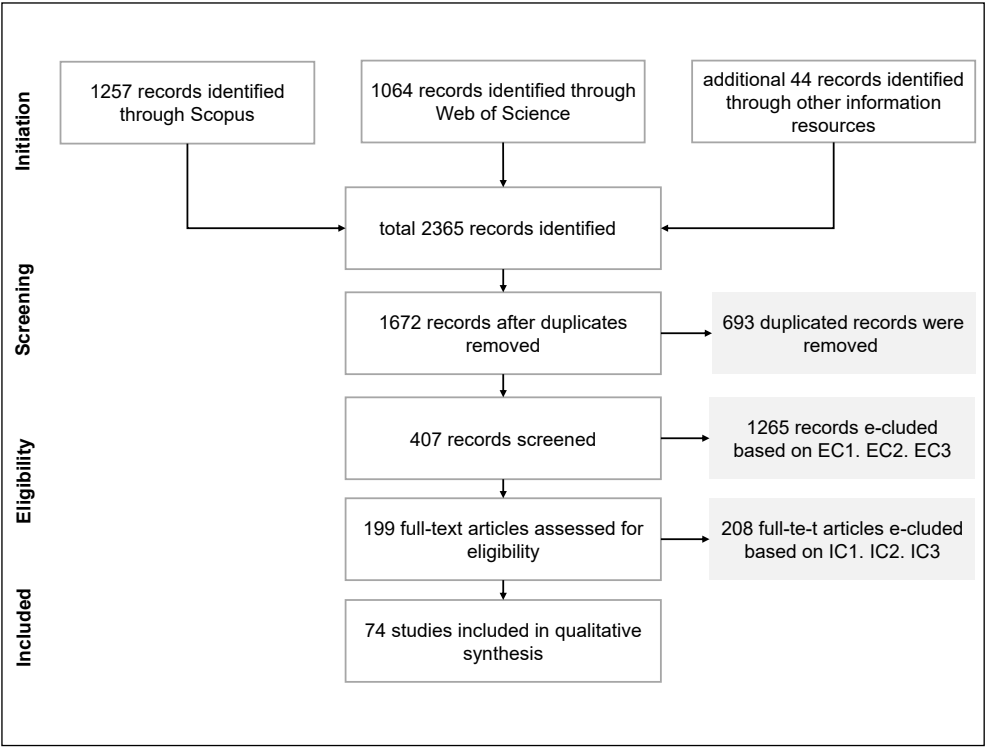 Initiation
1257 records identified
through Scopus
1064 records identified through
Web of Science
additional 44 records identified
through other information
resources
total 2365 records identified
Screening
1672 records after duplicates
removed
693 duplicated records were
removed
Eligibility
407 records screened
1265 records e-cluded
based on EC1. EC2. EC3
199 full-text articles assessed for
eligibility
208 full-te-t articles e-cluded
based on IC1. IC2. IC3
Included
74 studies included in qualitative
synthesis